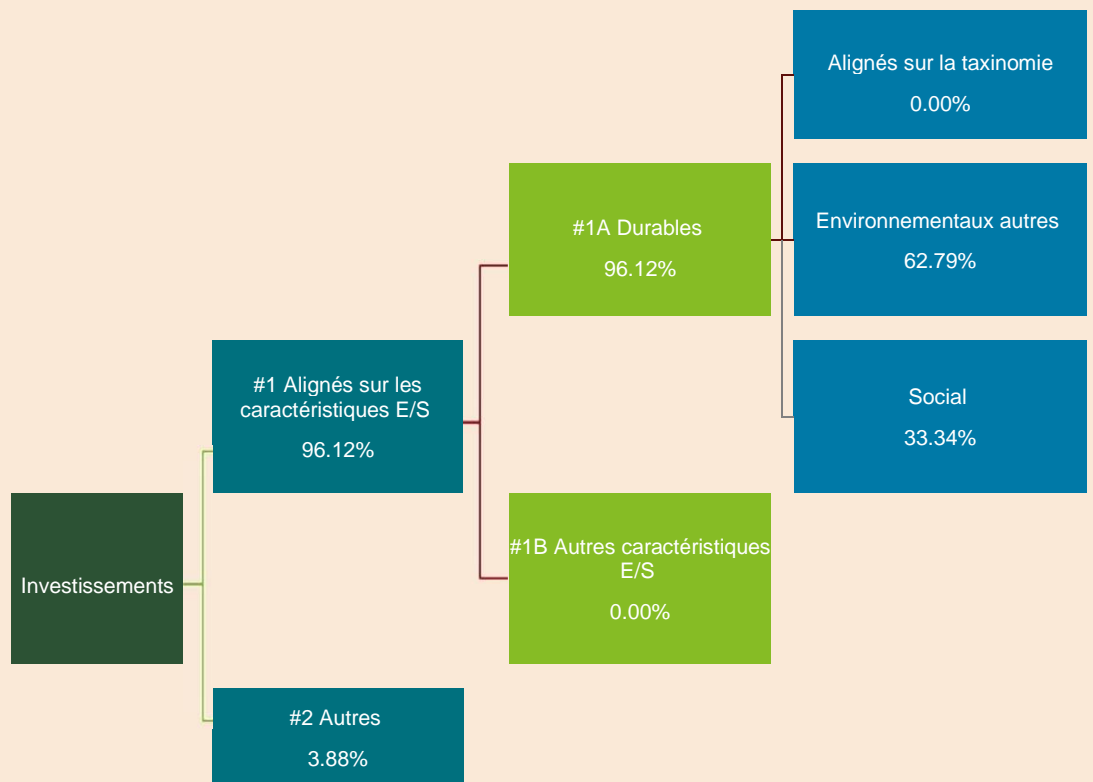 Alignés sur la taxinomie
0.00%
#1A Durables
96.12%
Environnementaux autres
62.79%
#1 Alignés sur les
caractéristiques E/S
96.12%
Social
33.34%
Investissements
#1B Autres caractéristiques
E/S
0.00%
#2 Autres
3.88%